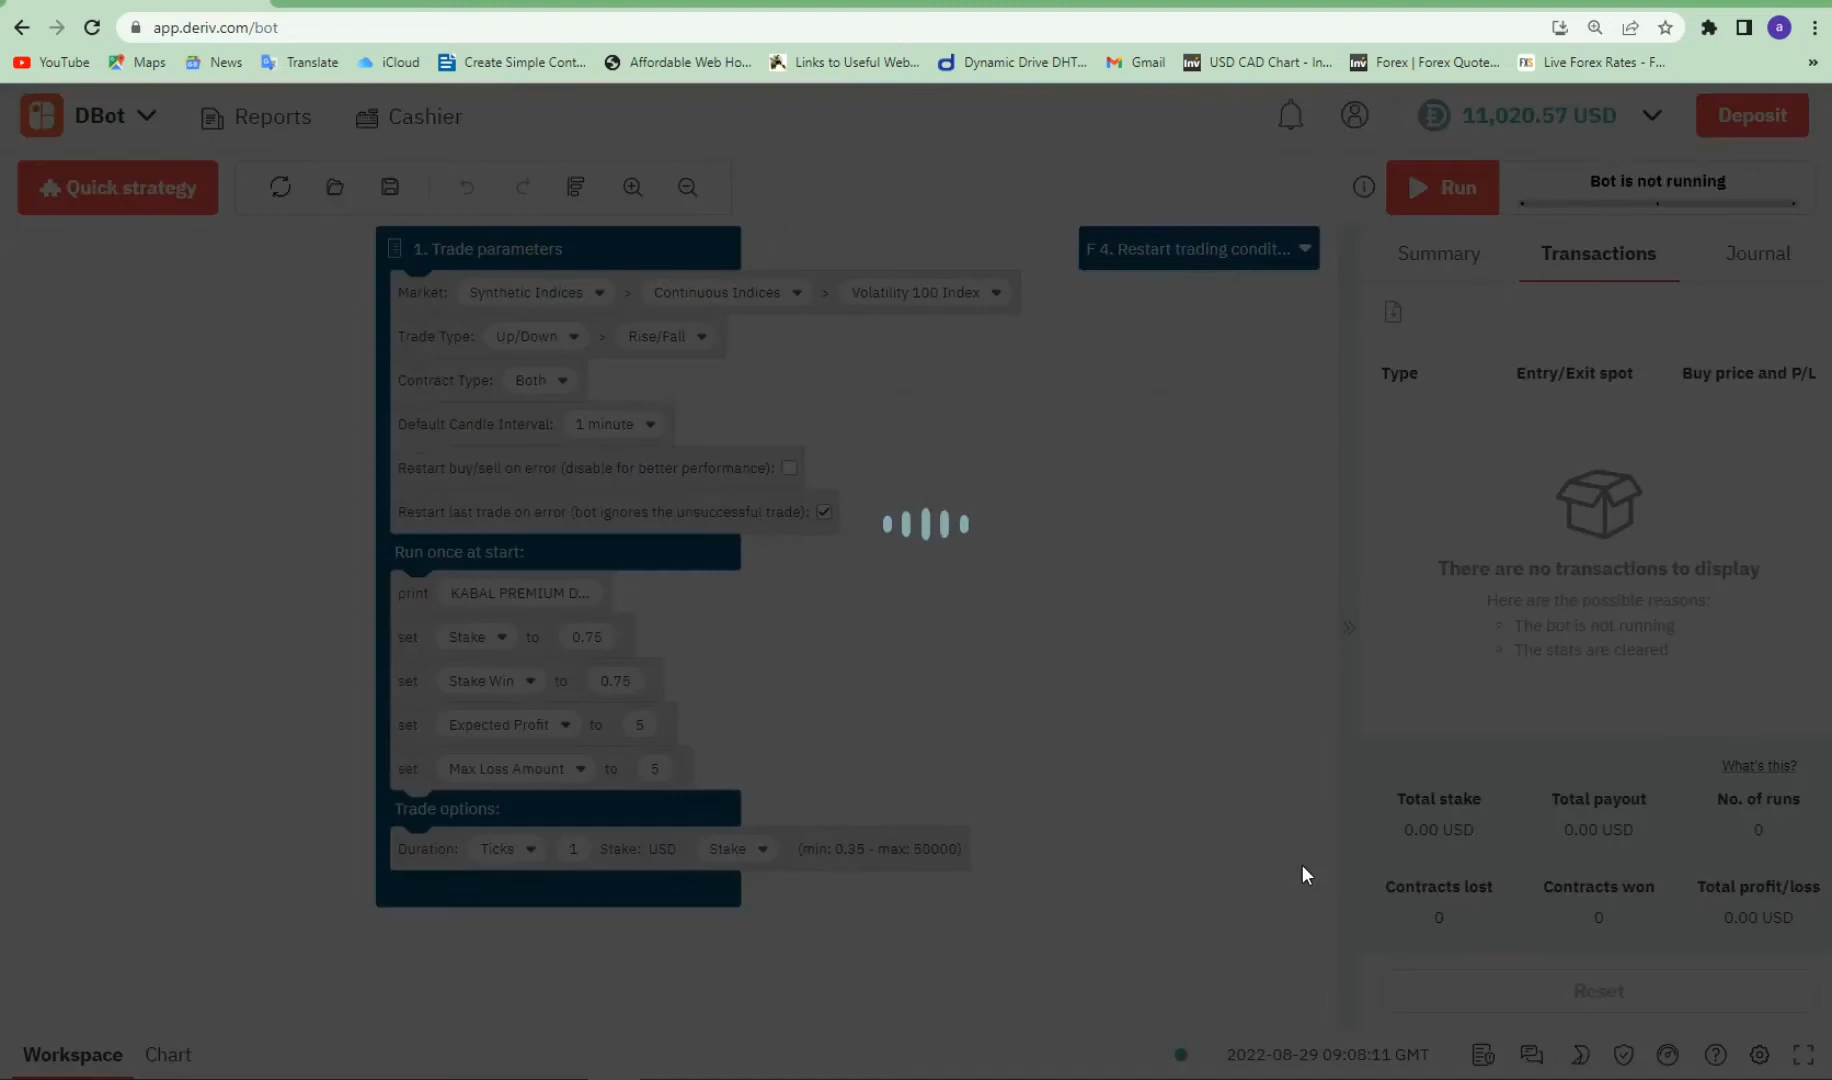 app.deriv.com/bot
a
YouTube
Maps
News
Translate
iCloud
Create Simple Cont...
Affordable Web Ho...
Links to Useful Web...
Dynamic Drive DHT...
Gmail
USD CAD Chart - In...
Forex | Forex Quote...
Live Forex Rates - F...
»
DBot
Reports
Cashier
11,020.57 USD
Deposit
Quick strategy
Run
Bot is not running
1. Trade parameters
Market: Synthetic Indices > Continuous Indices > Volatility 100 Index
Trade Type: Up/Down > Rise/Fall
Contract Type: Both
Default Candle Interval: 1 minute
Restart buy/sell on error (disable for better performance):
Restart last trade on error (bot ignores the unsuccessful trade):
Run once at start:
print KABAL PREMIUM D...
set Stake to 0.75
set Stake Win to 0.75
set Expected Profit to 5
set Max Loss Amount to 5
Trade options:
Duration: Ticks 1 Stake: USD Stake (min: 0.35 - max: 50000)
F 4. Restart trading condit...
Summary
Transactions
Journal
Type
Entry/Exit spot
Buy price and P/L
There are no transactions to display
Here are the possible reasons:
The bot is not running
The stats are cleared
What's this?
Total stake
Total payout
No. of runs
0.00 USD
0.00 USD
0
Contracts lost
Contracts won
Total profit/loss
0
0
0.00 USD
Reset
Workspace
Chart
2022-08-29 09:08:11 GMT